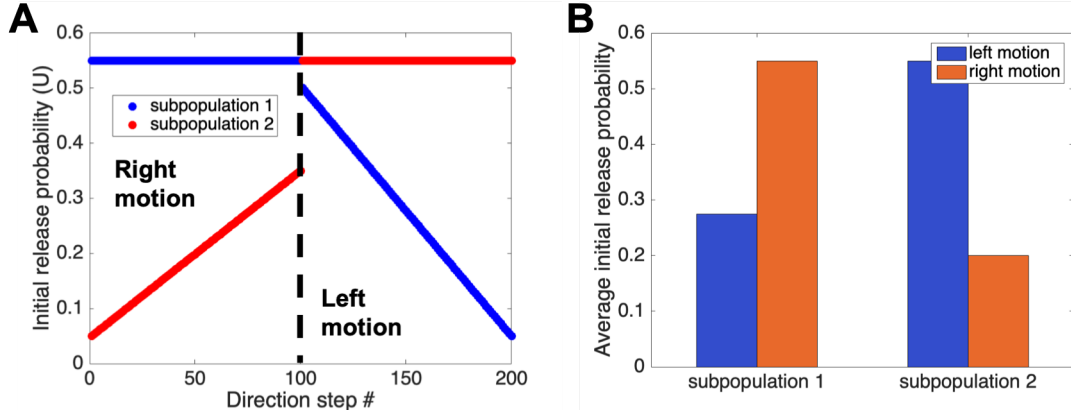 A
Initial release probability (U)
0.6
0.5
0.4
0.3
0.2
0.1
0
subpopulation 1
subpopulation 2
Right
motion
Left
motion
0
50
100
150
200
Direction step #
B
Average initial release probability
0.6
0.5
0.4
0.3
0.2
0.1
0
left motion
right motion
subpopulation 1
subpopulation 2